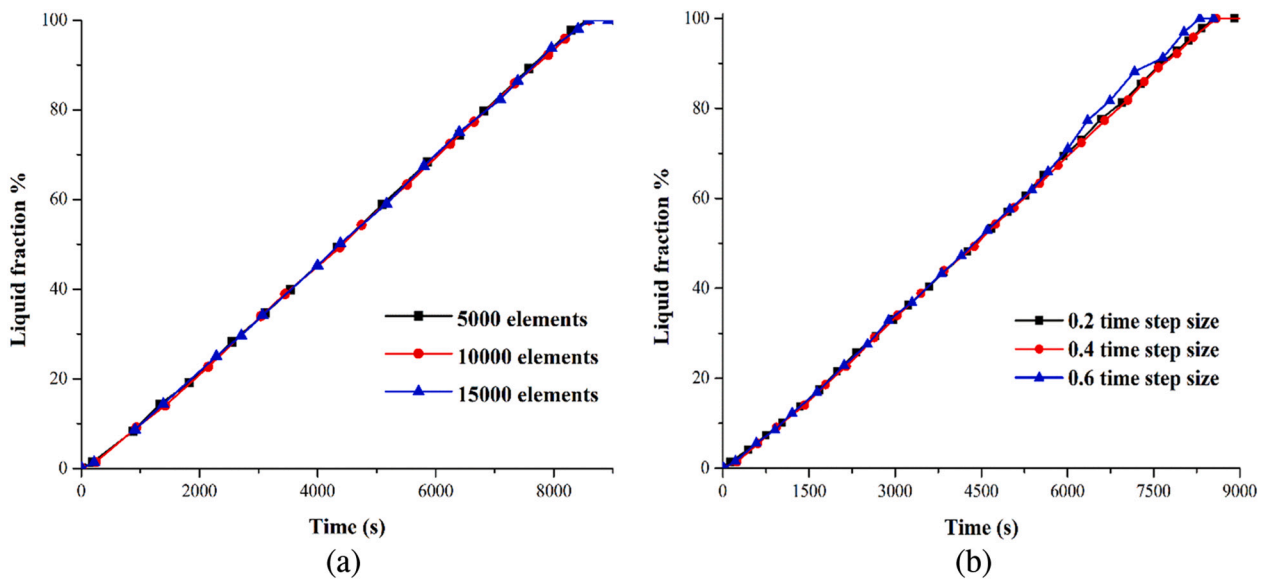 100
80
60
40
20
0
Liquid fraction %
5000 elements
10000 elements
15000 elements
0
2000
4000
6000
8000
Time (s)
(a)
100
80
60
40
20
0
Liquid fraction %
0.2 time step size
0.4 time step size
0.6 time step size
0
1500
3000
4500
6000
7500
9000
Time (s)
(b)